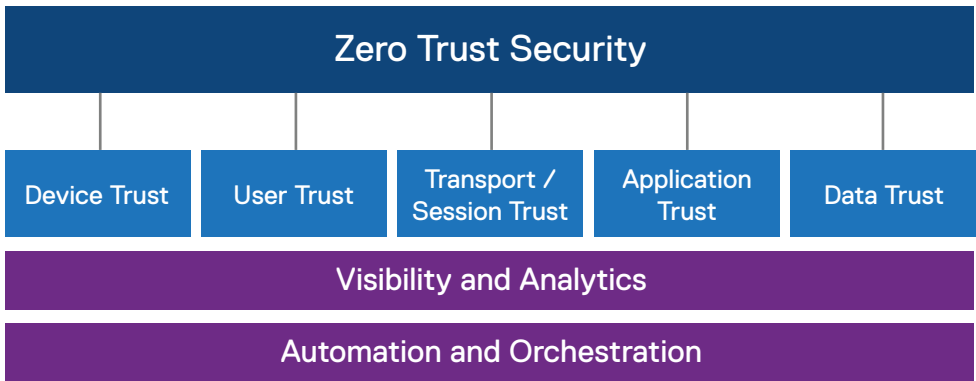 Zero Trust Security
Device Trust
User Trust
Transport /
Session Trust
Application
Trust
Data Trust
Visibility and Analytics
Automation and Orchestration